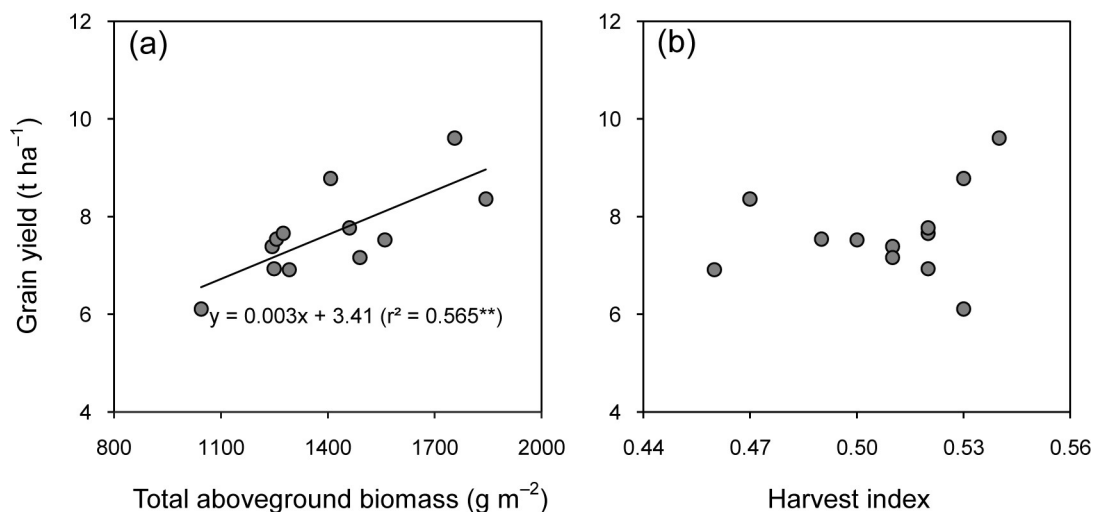 Grain yield (t ha⁻¹)
(a)
12
10
8
6
4
y = 0.003x + 3.41 (r² = 0.565**)
800 1100 1400 1700 2000
Total aboveground biomass (g m⁻²)
(b)
12
10
8
6
4
0.44 0.47 0.50 0.53 0.56
Harvest index